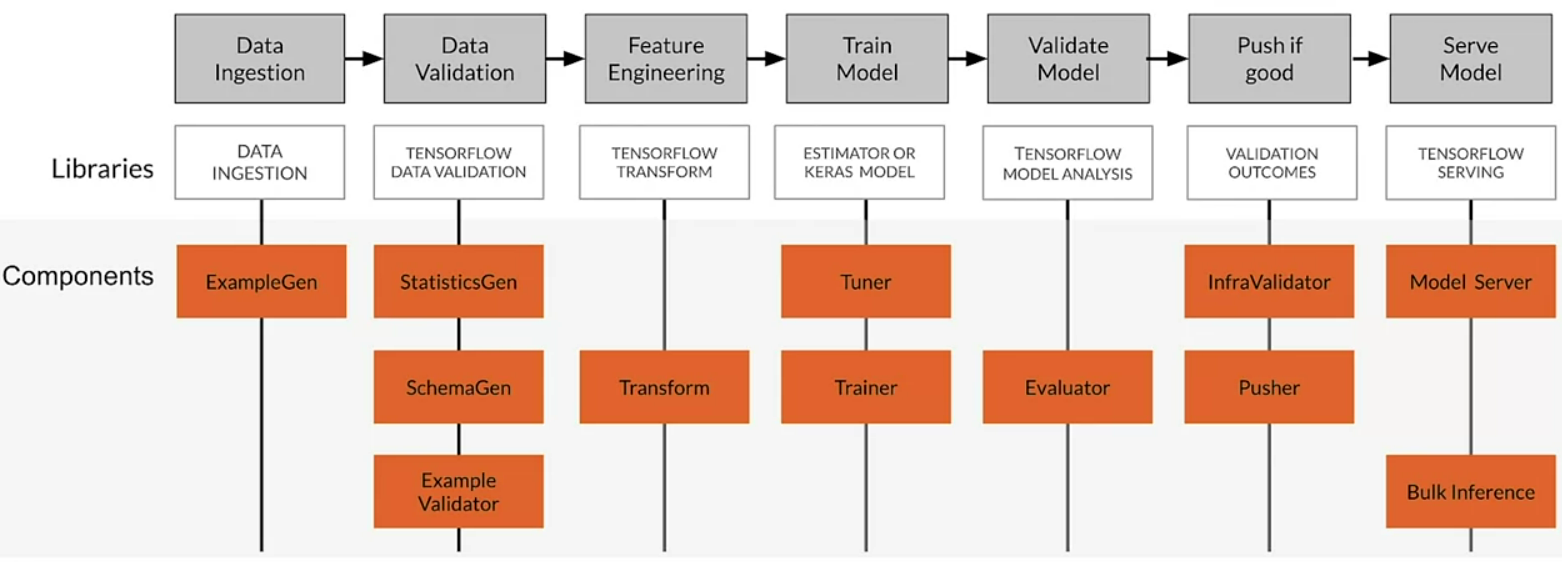 Data
Ingestion
Data
Validation
Feature
Engineering
Train
Model
Validate
Model
Push if
good
Serve
Model
Libraries
DATA
INGESTION
TENSORFLOW
DATA VALIDATION
TENSORFLOW
TRANSFORM
ESTIMATOR OR
KERAS MODEL
TENSORFLOW
MODEL ANALYSIS
VALIDATION
OUTCOMES
TENSORFLOW
SERVING
Components
ExampleGen
StatisticsGen
Tuner
InfraValidator
Model Server
SchemaGen
Transform
Trainer
Evaluator
Pusher
Example
Validator
Bulk Inference